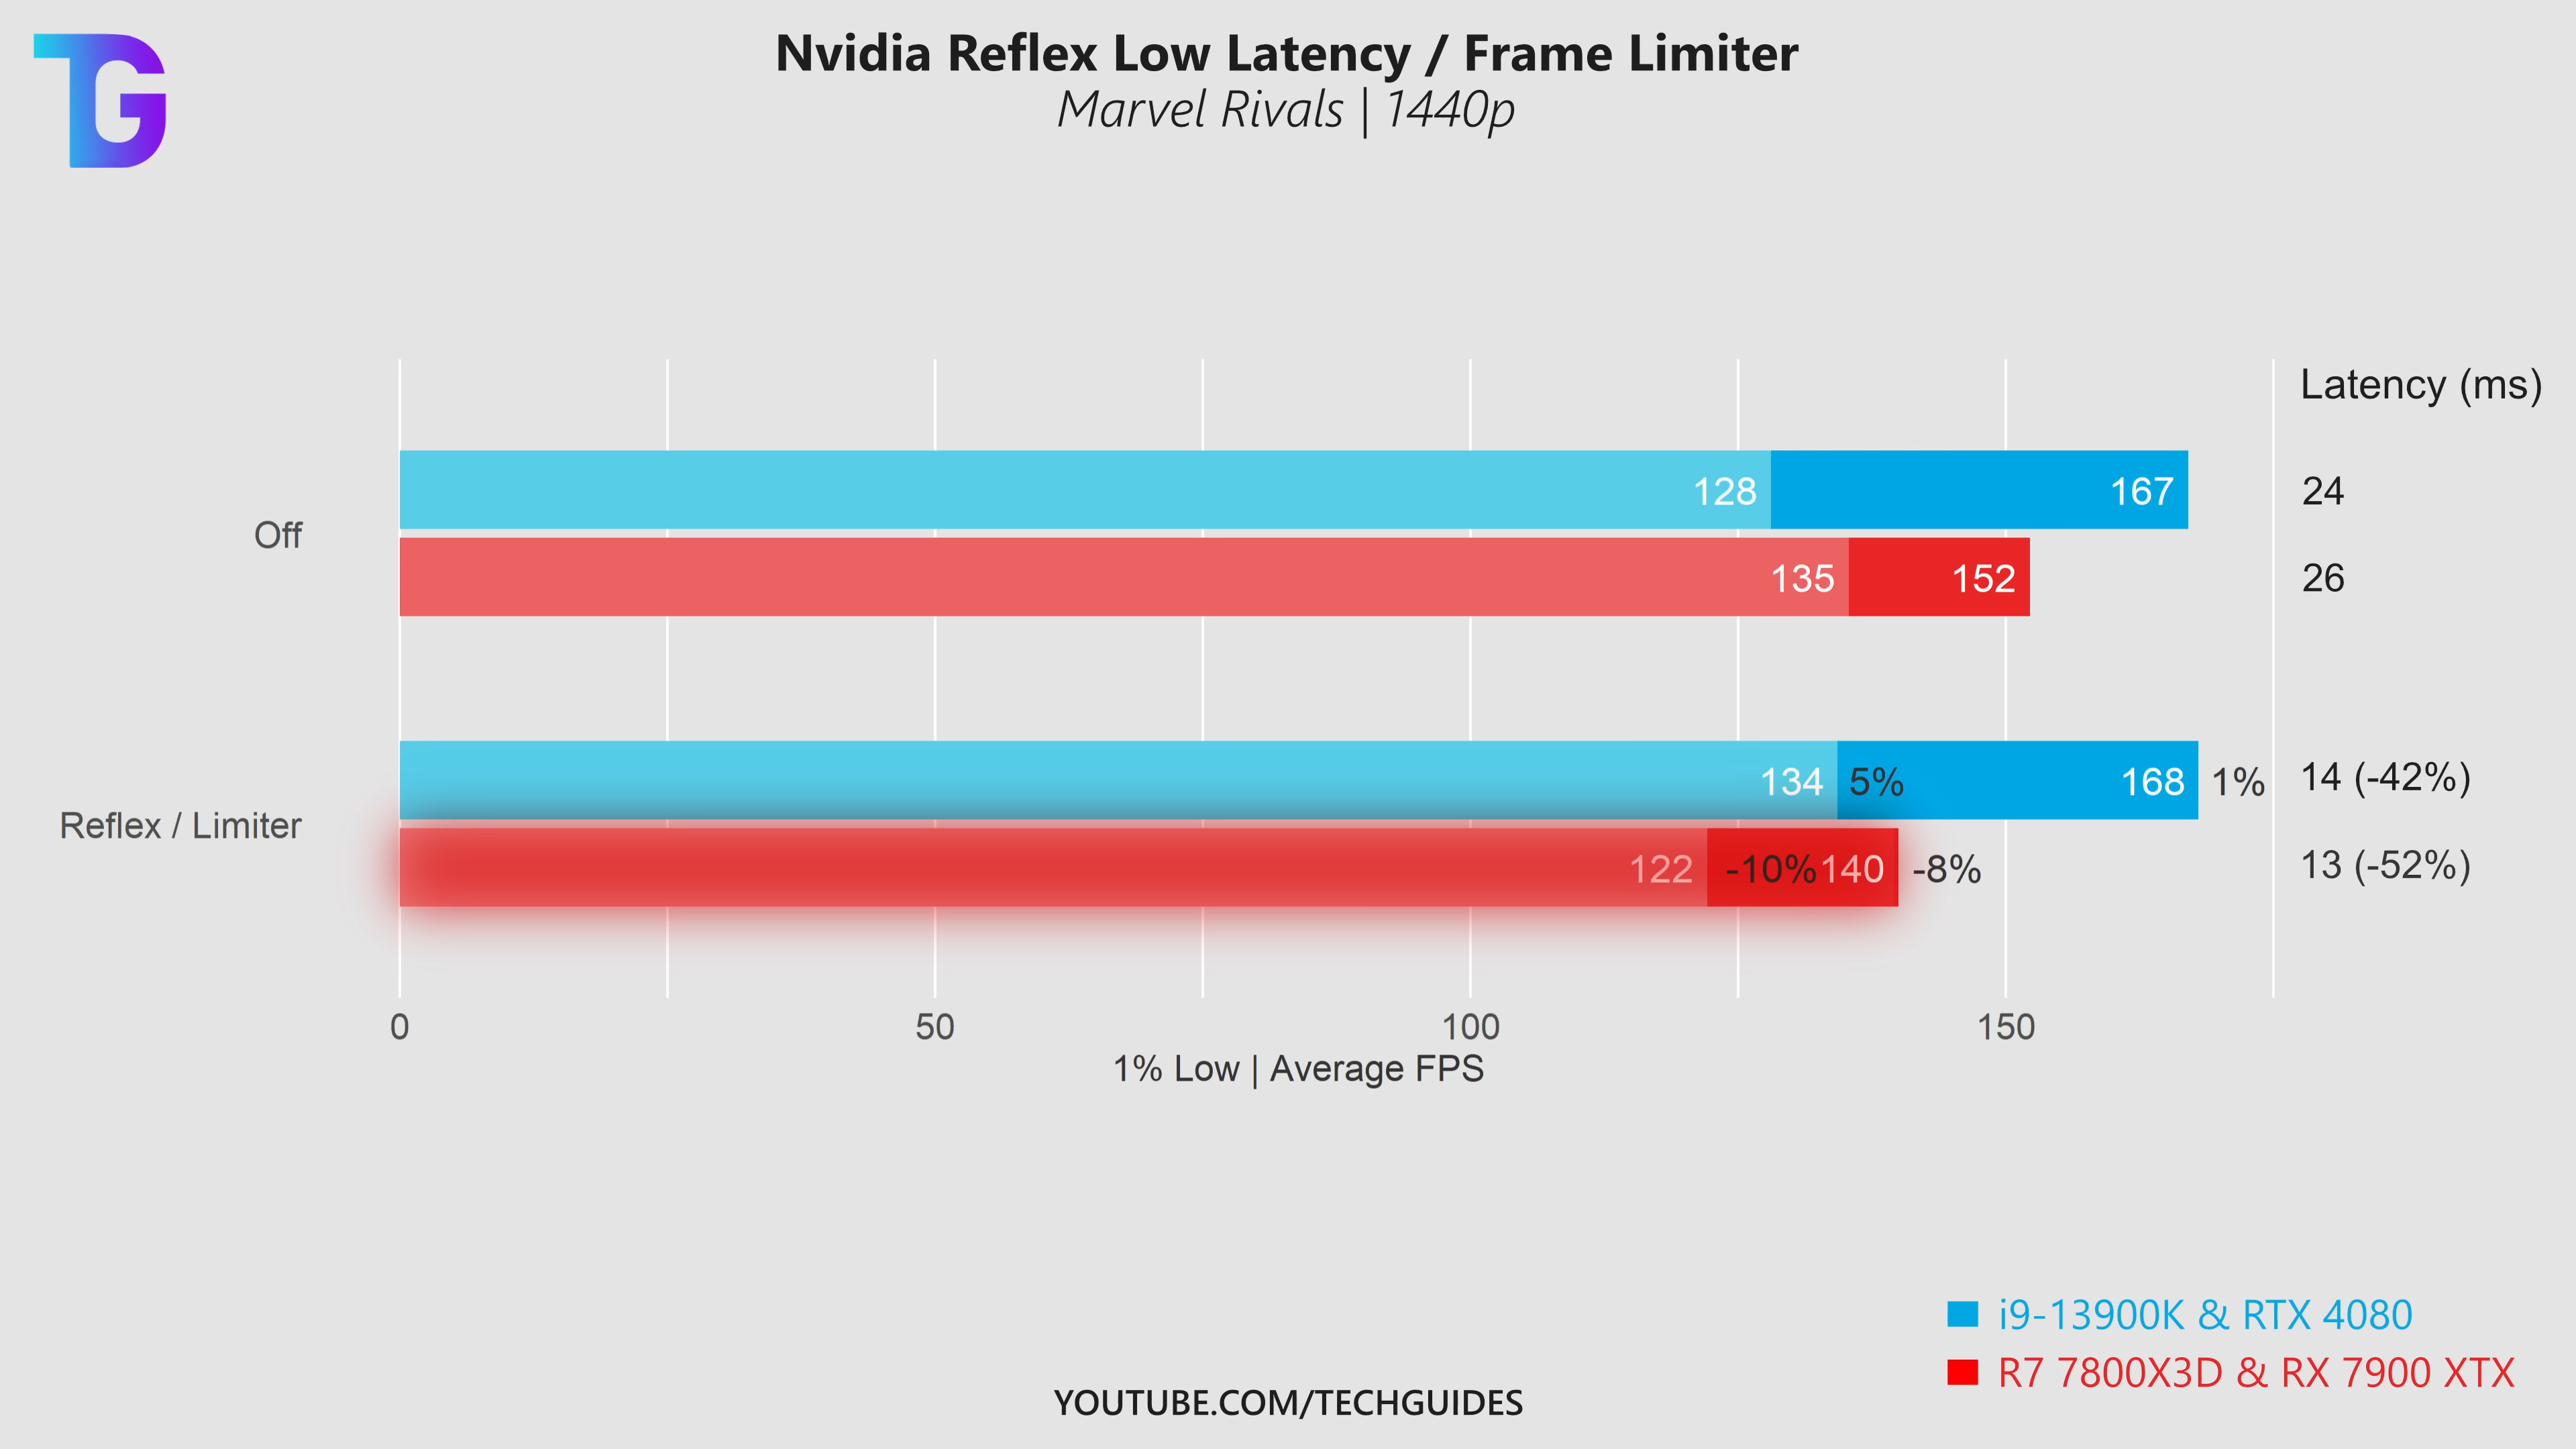 TG
Nvidia Reflex Low Latency / Frame Limiter
Marvel Rivals | 1440p
Latency (ms)
Off
128
167
24
135
152
26
Reflex / Limiter
134
5%
168
1%
14 (-42%)
122
-10%
140
-8%
13 (-52%)
0
50
100
150
1% Low | Average FPS
i9-13900K & RTX 4080
R7 7800X3D & RX 7900 XTX
YOUTUBE.COM/TECHGUIDES